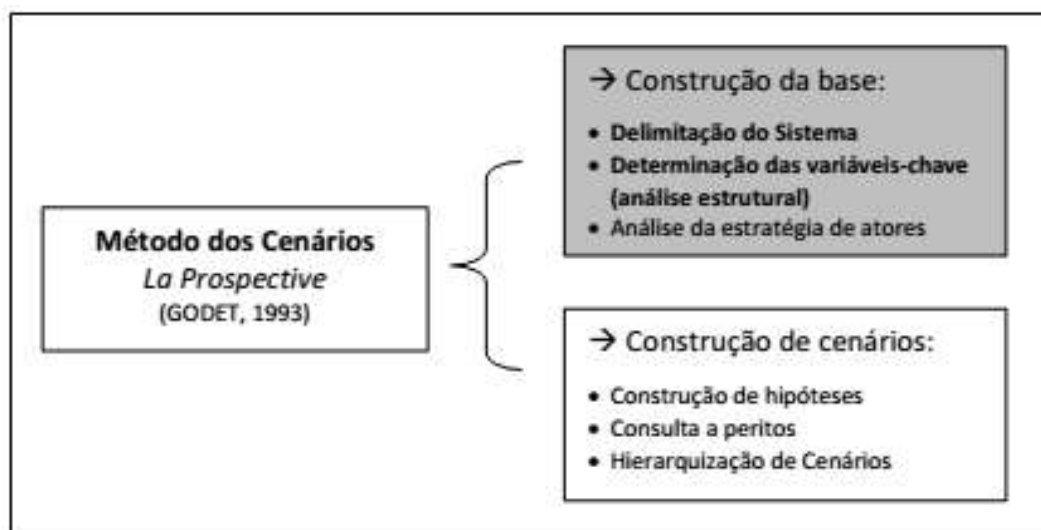 Método dos Cenários
La Prospective
(GODET, 1993)
→ Construção da base:
• Delimitação do Sistema
• Determinação das variáveis-chave
(análise estrutural)
• Análise da estratégia de atores
→ Construção de cenários:
• Construção de hipóteses
• Consulta a peritos
• Hierarquização de Cenários